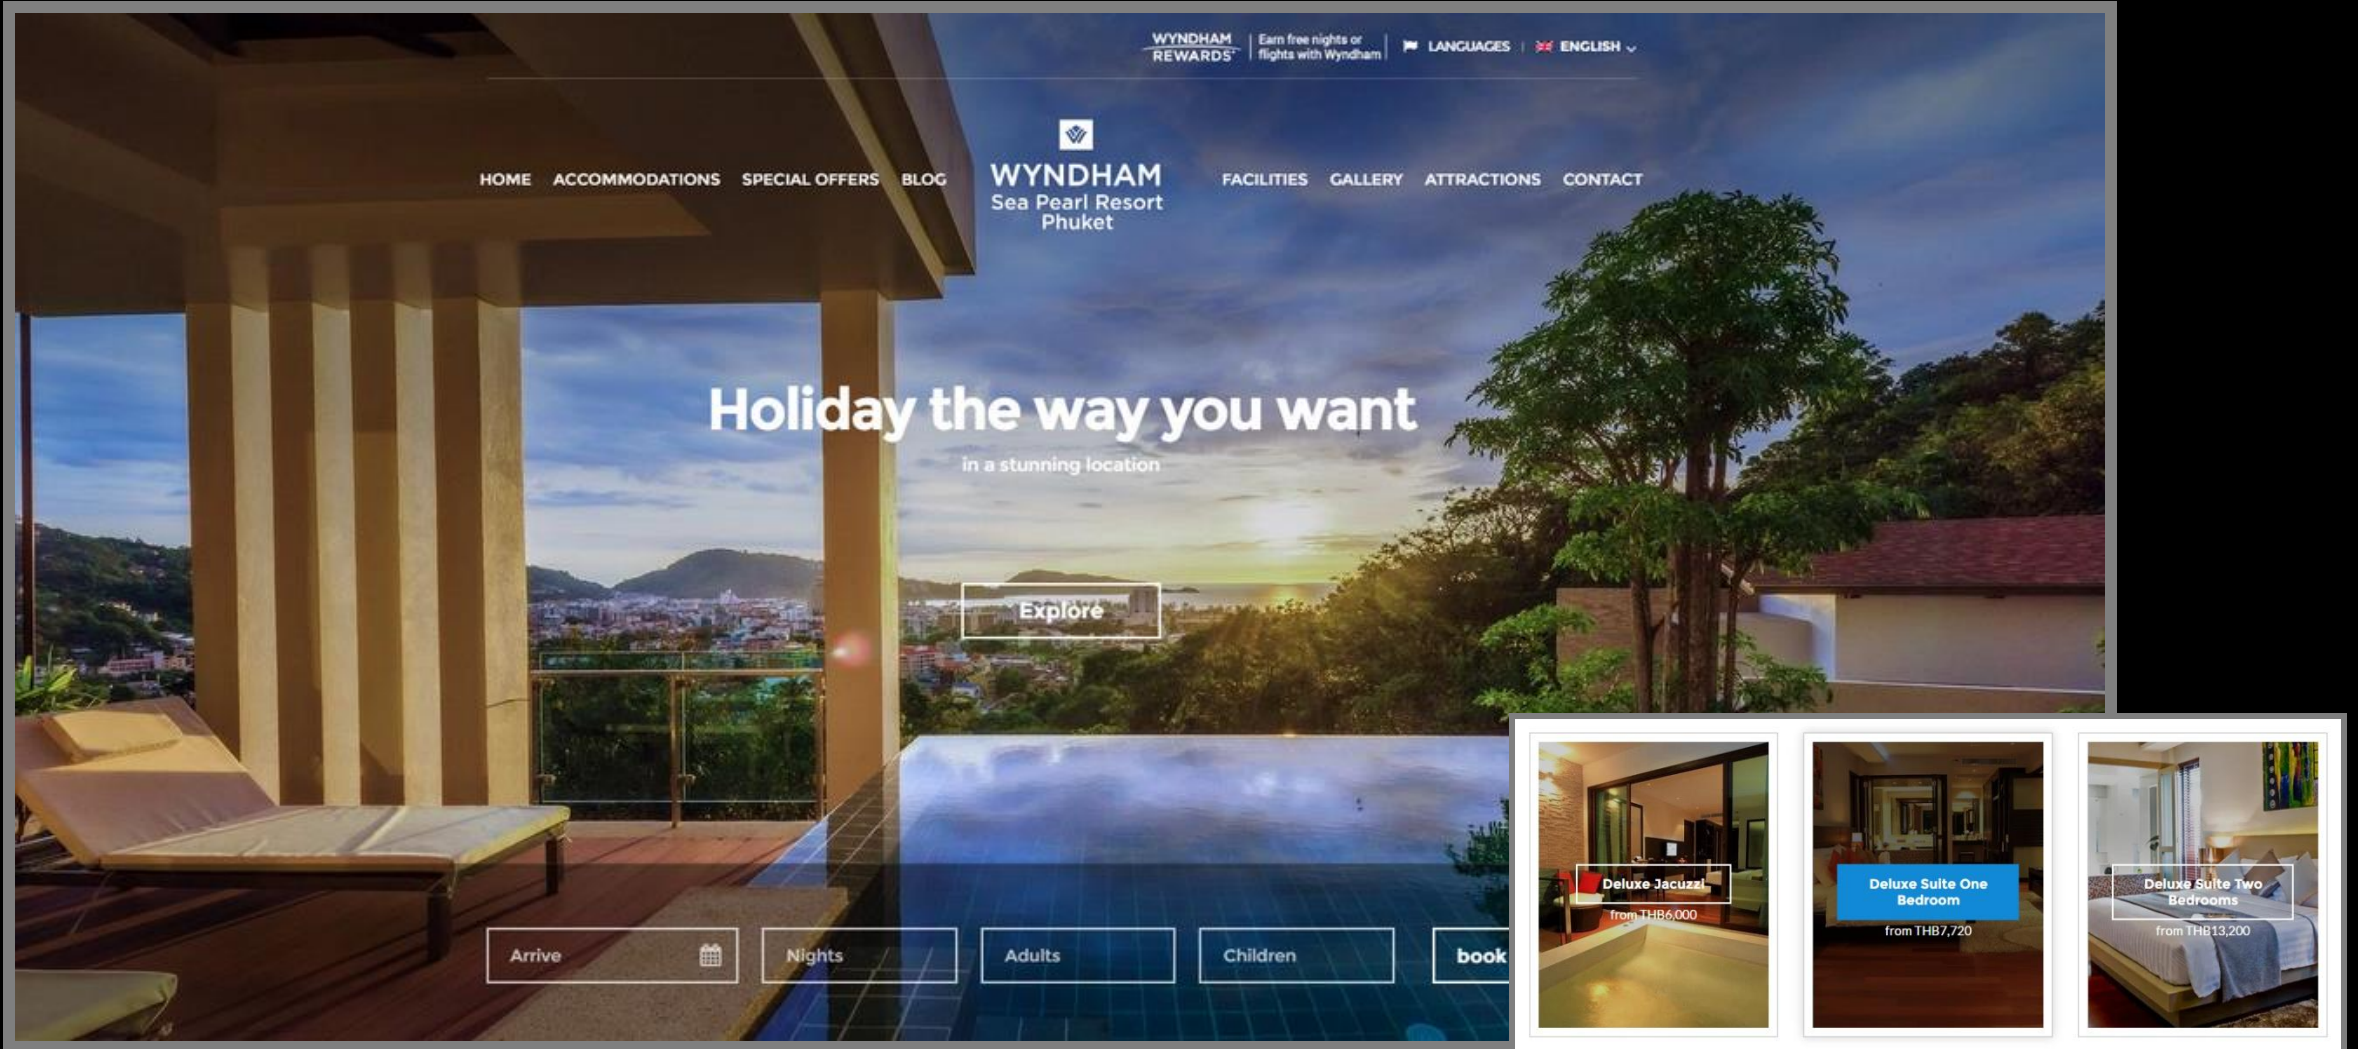 WYNDHAM
REWARDS
Earn free nights or
flights with Wyndham
LANGUAGES
ENGLISH
HOME ACCOMMODATIONS SPECIAL OFFERS BLOG
WYNDHAM
Sea Pearl Resort
Phuket
FACILITIES GALLERY ATTRACTIONS CONTACT
Holiday the way you want
in a stunning location
Explore
Arrive
Nights
Adults
Children
book
Deluxe Jacuzzi
from THB6,000
Deluxe Suite One
Bedroom
from THB7,720
Deluxe Suite Two
Bedrooms
from THB13,200